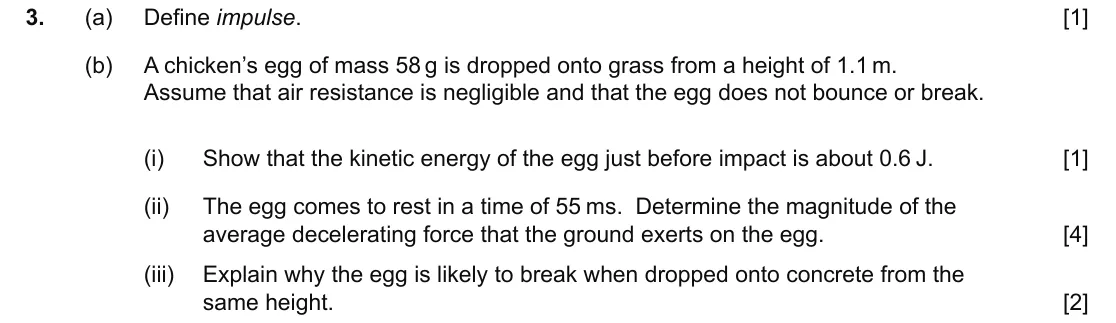 3. (a) Define impulse. [1]
(b) A chicken’s egg of mass 58 g is dropped onto grass from a height of 1.1 m.
Assume that air resistance is negligible and that the egg does not bounce or break.
(i) Show that the kinetic energy of the egg just before impact is about 0.6 J. [1]
(ii) The egg comes to rest in a time of 55 ms. Determine the magnitude of the
average decelerating force that the ground exerts on the egg. [4]
(iii) Explain why the egg is likely to break when dropped onto concrete from the
same height. [2]